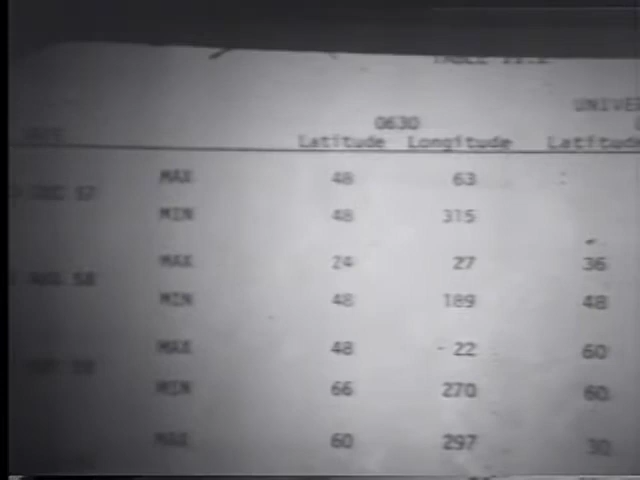 UNIVER
0630
Latitude Longitude Latitude
MAX 48 63
MIN 48 315
MAX 24 27 36
MIN 48 189 48
MAX 48 22 60
MIN 66 270 60
MAX 60 297 30